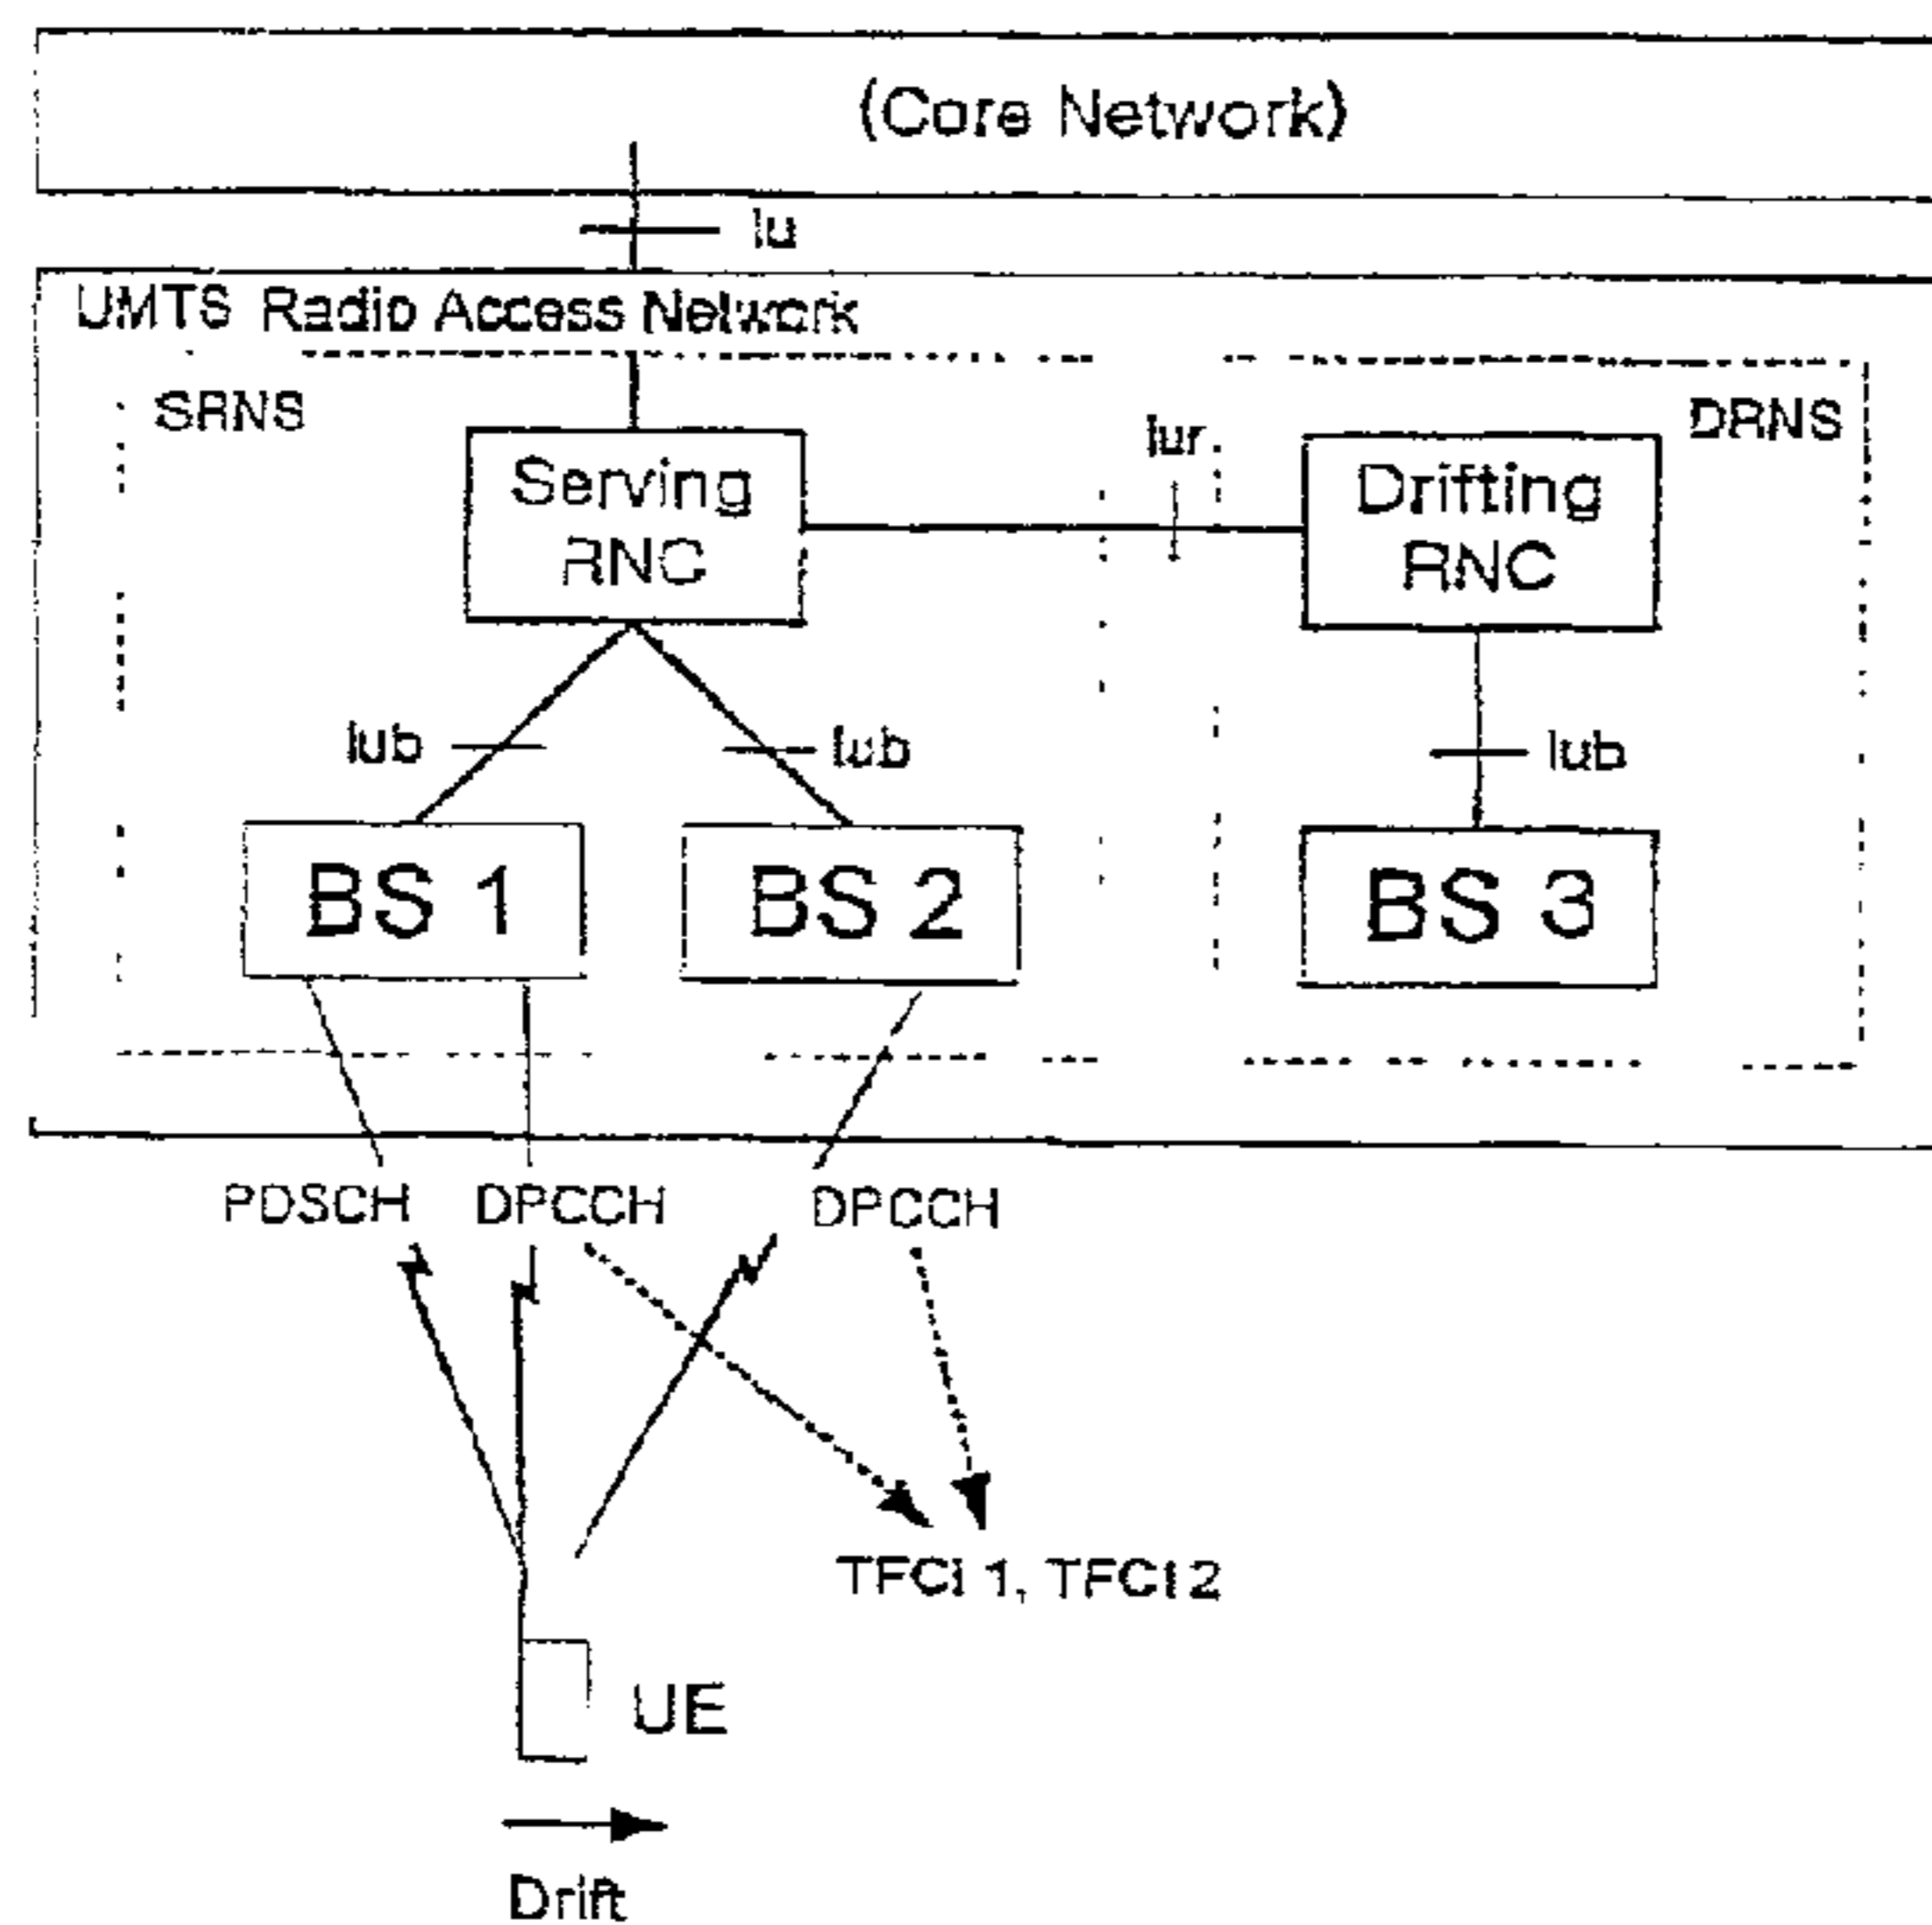 (Core Network)
Iu
UMTS Radio Access Network
SRNS
Iur
DRNS
Serving
RNC
Drifting
RNC
Iub
Iub
Iub
BS 1
BS 2
BS 3
PDSCH
DPCCH
DPCCH
TFCI 1, TFCI 2
UE
Drift